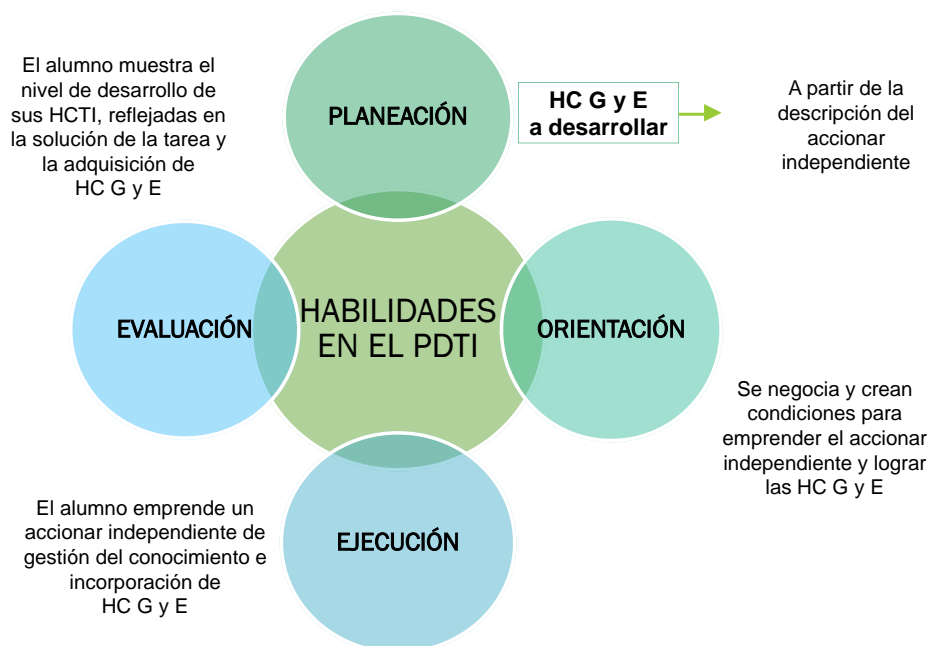 El alumno muestra el
nivel de desarrollo de
sus HCTI, reflejadas en
la solución de la tarea y
la adquisición de
HC G y E
PLANEACIÓN
HC G y E
a desarrollar
A partir de la
descripción del
accionar
independiente
EVALUACIÓN
HABILIDADES
EN EL PDTI
ORIENTACIÓN
Se negocia y crean
condiciones para
emprender el accionar
independiente y lograr
las HC G y E
El alumno emprende un
accionar independiente de
gestión del conocimiento e
incorporación de
HC G y E
EJECUCIÓN